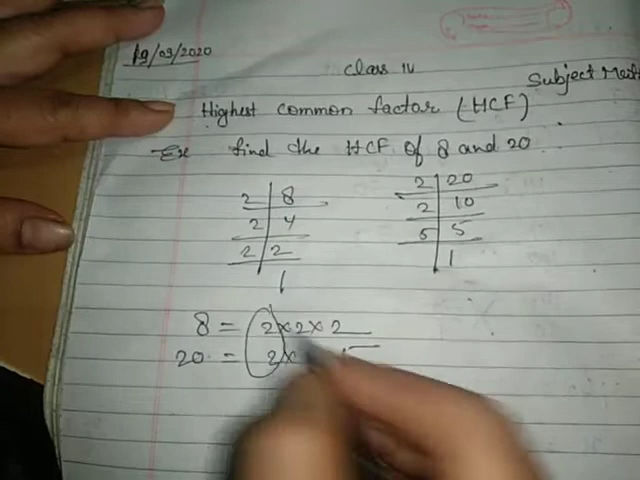 19/03/2020
Class IV
Subject Math
Highest common factor (HCF)
Ex find the HCF of 8 and 20
2 | 8
2 | 4
2 | 2
1
2 | 20
2 | 10
5 | 5
1
8 = 2 x 2 x 2
20 = 2 x